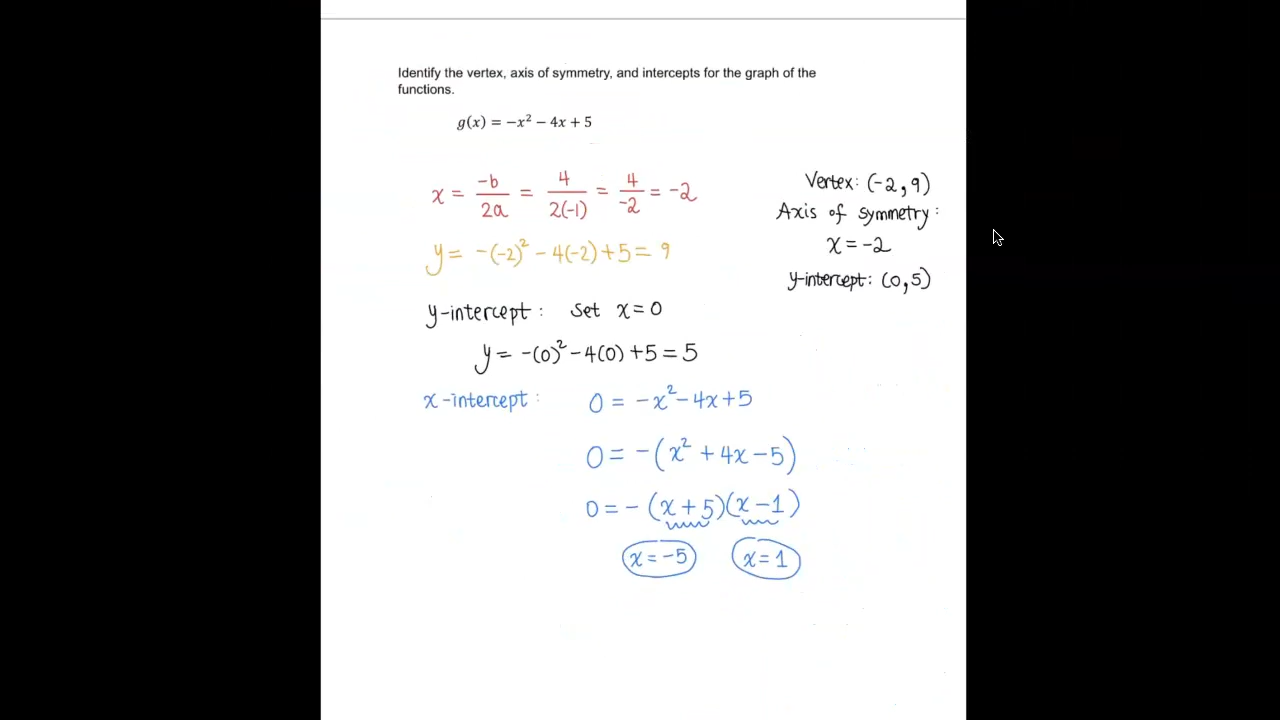 Identify the vertex, axis of symmetry, and intercepts for the graph of the
functions.
g(x) = −x² − 4x + 5
x = -b/2a = 4/2(-1) = 4/-2 = -2
y = -(-2)² - 4(-2) + 5 = 9
y-intercept: set x = 0
y = -(0)² - 4(0) + 5 = 5
x-intercept: 0 = -x² - 4x + 5
0 = -(x² + 4x - 5)
0 = -(x + 5)(x - 1)
x = -5 x = 1
Vertex: (-2, 9)
Axis of symmetry:
x = -2
y-intercept: (0, 5)